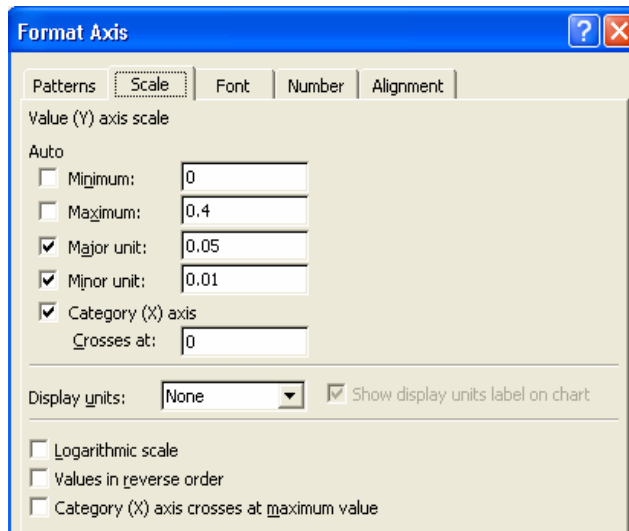 Format Axis
Patterns Scale Font Number Alignment
Value (Y) axis scale
Auto
Minimum: 0
Maximum: 0.4
Major unit: 0.05
Minor unit: 0.01
Category (X) axis
Crosses at: 0
Display units: None Show display units label on chart
Logarithmic scale
Values in reverse order
Category (X) axis crosses at maximum value